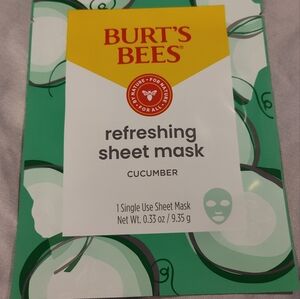 BURT'S
BEES®
BY NATURE • FOR NATURE • FOR ALL •
refreshing
sheet mask
CUCUMBER
1 Single Use Sheet Mask
Net Wt. 0.33 oz / 9.35 g